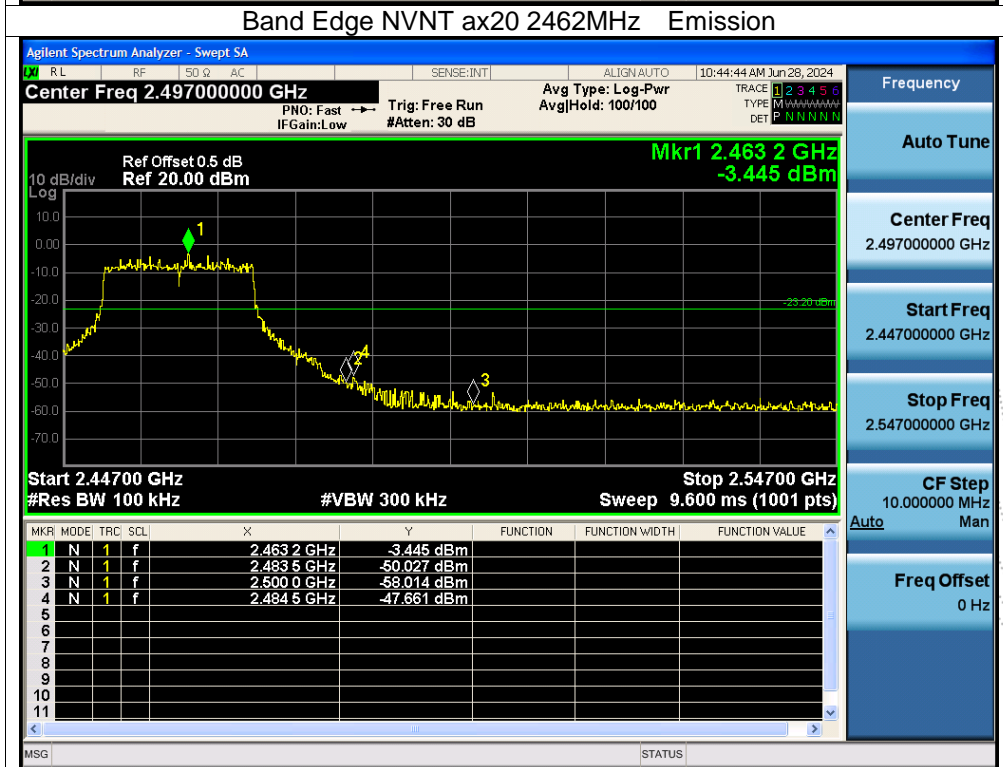 Band Edge NVNT ax20 2462MHz Emission
Agilent Spectrum Analyzer - Swept SA
LXI RL RF 50 Ω AC SENSE:INT ALIGN AUTO 10:44:44 AM Jun 28, 2024
Center Freq 2.497000000 GHz
PNO: Fast
IFGain:Low
Trig: Free Run
#Atten: 30 dB
Avg Type: Log-Pwr
Avg|Hold: 100/100
TRACE 1 2 3 4 5 6
TYPE M WWWWW
DET P N N N N N
Mkr1 2.463 2 GHz
-3.445 dBm
Ref Offset 0.5 dB
10 dB/div Ref 20.00 dBm
Log
10.0
0.00
-10.0
-20.0
-30.0
-40.0
-50.0
-60.0
-70.0
1
-23.20 dBm
2
4
3
Start 2.44700 GHz Stop 2.54700 GHz
#Res BW 100 kHz #VBW 300 kHz Sweep 9.600 ms (1001 pts)
MKR MODE TRC SCL X Y FUNCTION FUNCTION WIDTH FUNCTION VALUE
1 N 1 f 2.463 2 GHz -3.445 dBm
2 N 1 f 2.483 5 GHz -50.027 dBm
3 N 1 f 2.500 0 GHz -58.014 dBm
4 N 1 f 2.484 5 GHz -47.661 dBm
5
6
7
8
9
10
11
MSG STATUS
Frequency
Auto Tune
Center Freq
2.497000000 GHz
Start Freq
2.447000000 GHz
Stop Freq
2.547000000 GHz
CF Step
10.000000 MHz
Auto Man
Freq Offset
0 Hz